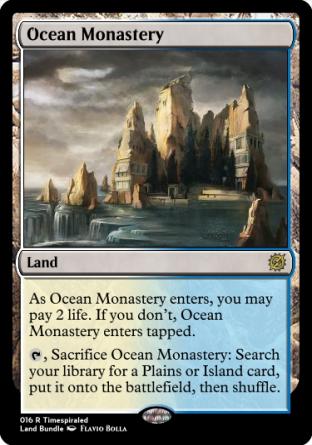 Ocean Monastery
Land
As Ocean Monastery enters, you may
pay 2 life. If you don't, Ocean
Monastery enters tapped.
, Sacrifice Ocean Monastery: Search
your library for a Plains or Island card,
put it onto the battlefield, then shuffle.
016 R Timespiraled
Land Bundle Flavio Bolla